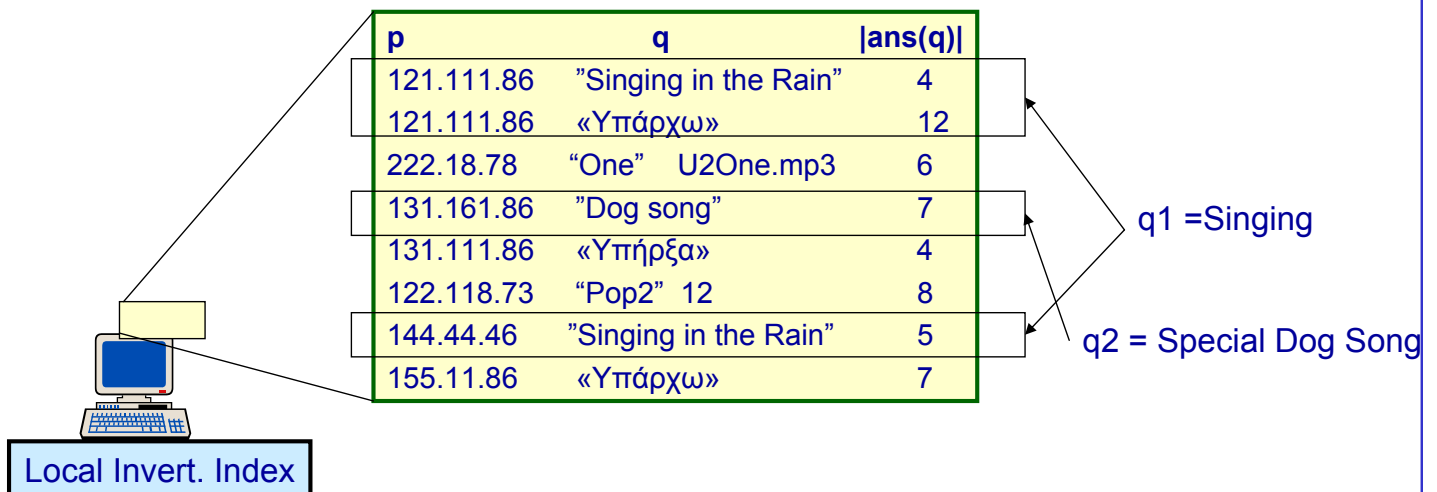 p q |ans(q)|
121.111.86 ”Singing in the Rain” 4
121.111.86 «Υπάρχω» 12
222.18.78 “One” U2One.mp3 6
131.161.86 ”Dog song” 7
131.111.86 «Υπήρξα» 4
122.118.73 “Pop2” 12 8
144.44.46 ”Singing in the Rain” 5
155.11.86 «Υπάρχω» 7
q1 =Singing
q2 = Special Dog Song
Local Invert. Index